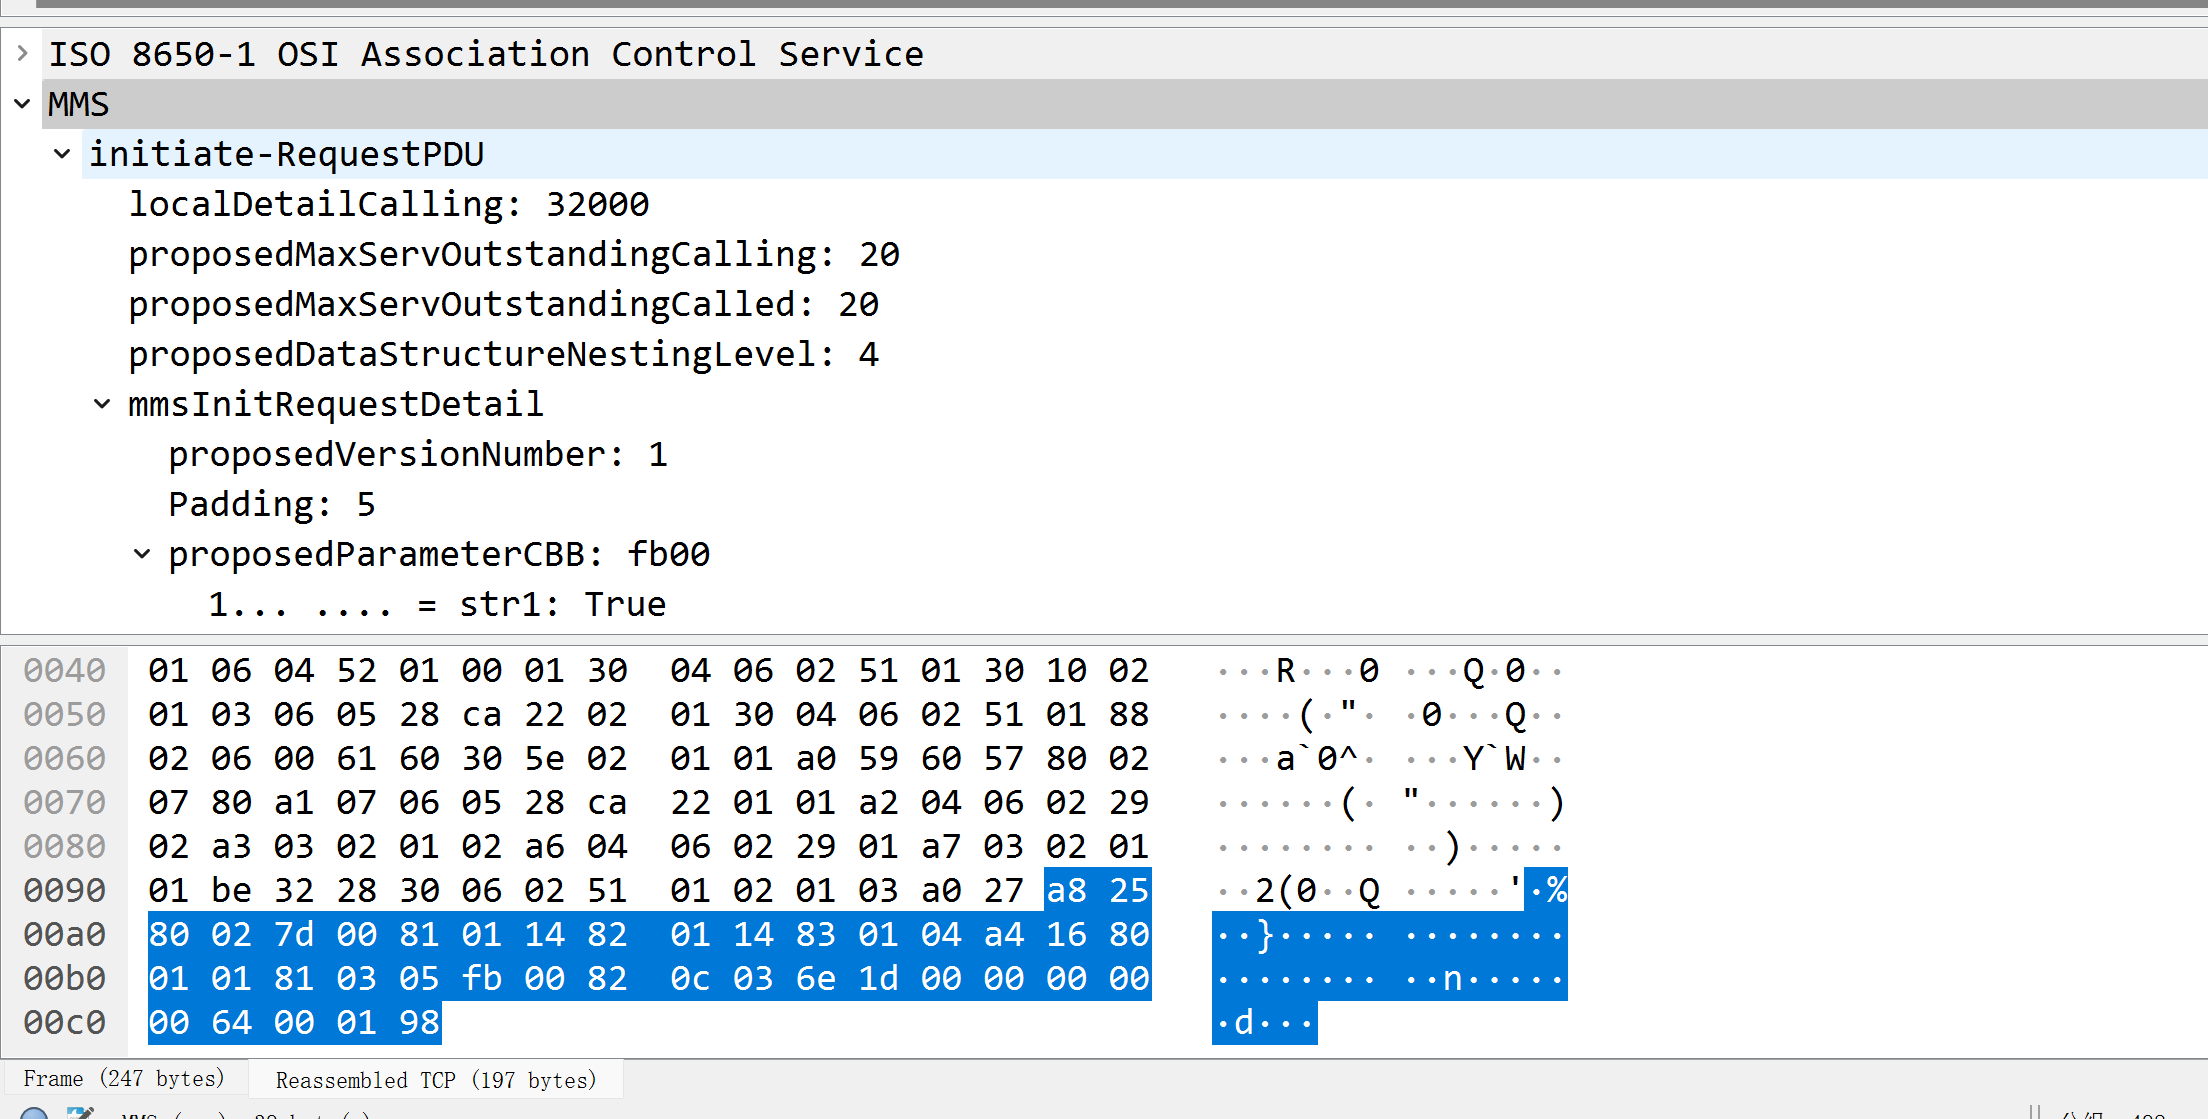 ISO 8650-1 OSI Association Control Service
MMS
initiate-RequestPDU
localDetailCalling: 32000
proposedMaxServOutstandingCalling: 20
proposedMaxServOutstandingCalled: 20
proposedDataStructureNestingLevel: 4
mmsInitRequestDetail
proposedVersionNumber: 1
Padding: 5
proposedParameterCBB: fb00
1... .... = str1: True
0040 01 06 04 52 01 00 01 30 04 06 02 51 01 30 10 02 ···R···0 ···Q·0··
0050 01 03 06 05 28 ca 22 02 01 30 04 06 02 51 01 88 ····(·"· ·0···Q··
0060 02 06 00 61 60 30 5e 02 01 01 a0 59 60 57 80 02 ···a`0^· ···Y`W··
0070 07 80 a1 07 06 05 28 ca 22 01 01 a2 04 06 02 29 ······(· "······)
0080 02 a3 03 02 01 02 a6 04 06 02 29 01 a7 03 02 01 ········ ··)·····
0090 01 be 32 28 30 06 02 51 01 02 01 03 a0 27 a8 25 ··2(0··Q ·····'·%
00a0 80 02 7d 00 81 01 14 82 01 14 83 01 04 a4 16 80 ··}····· ········
00b0 01 01 81 03 05 fb 00 82 0c 03 6e 1d 00 00 00 00 ········ ··n·····
00c0 00 64 00 01 98 ·d···
Frame (247 bytes) Reassembled TCP (197 bytes)